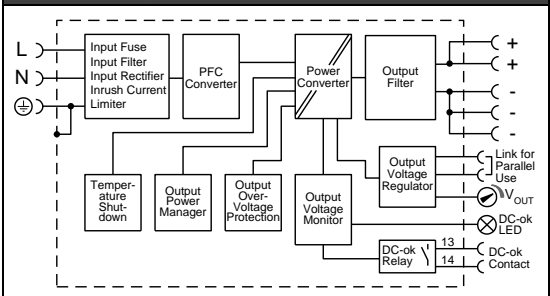 L
N
Input Fuse
Input Filter
Input Rectifier
Inrush Current
Limiter
PFC
Converter
Power
Converter
Output
Filter
+
+
-
-
-
Temper-
ature
Shut-
down
Output
Power
Manager
Output
Over-
Voltage
Protection
Output
Voltage
Monitor
Output
Voltage
Regulator
Link for
Parallel
Use
VOUT
DC-ok
LED
DC-ok
Relay
13
14
DC-ok
Contact